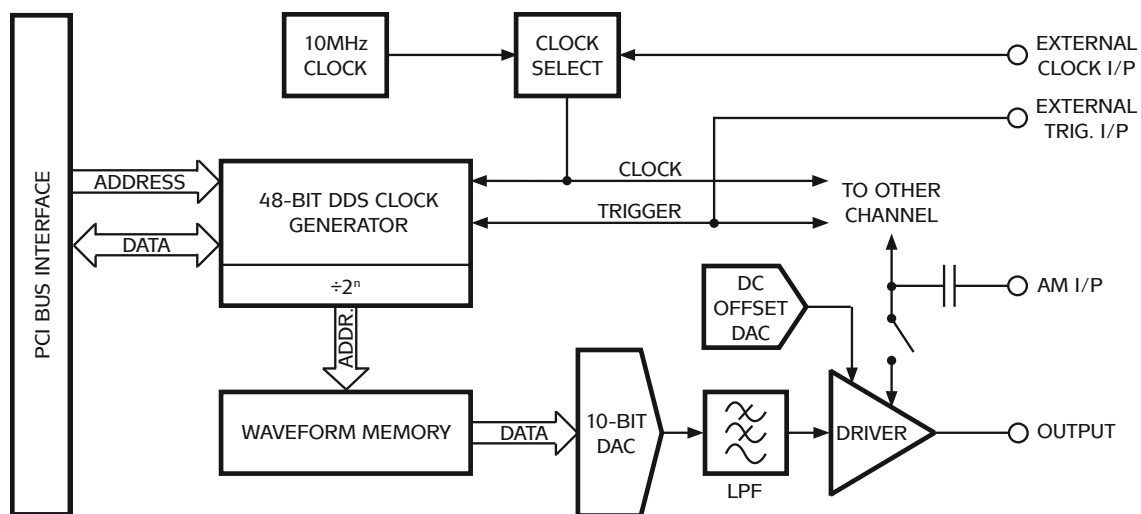 10MHz
CLOCK
CLOCK
SELECT
EXTERNAL
CLOCK I/P
EXTERNAL
TRIG. I/P
PCI BUS INTERFACE
ADDRESS
DATA
48-BIT DDS CLOCK
GENERATOR
÷2ⁿ
CLOCK
TRIGGER
TO OTHER
CHANNEL
ADDR.
DC
OFFSET
DAC
AM I/P
WAVEFORM MEMORY
DATA
10-BIT
DAC
LPF
DRIVER
OUTPUT